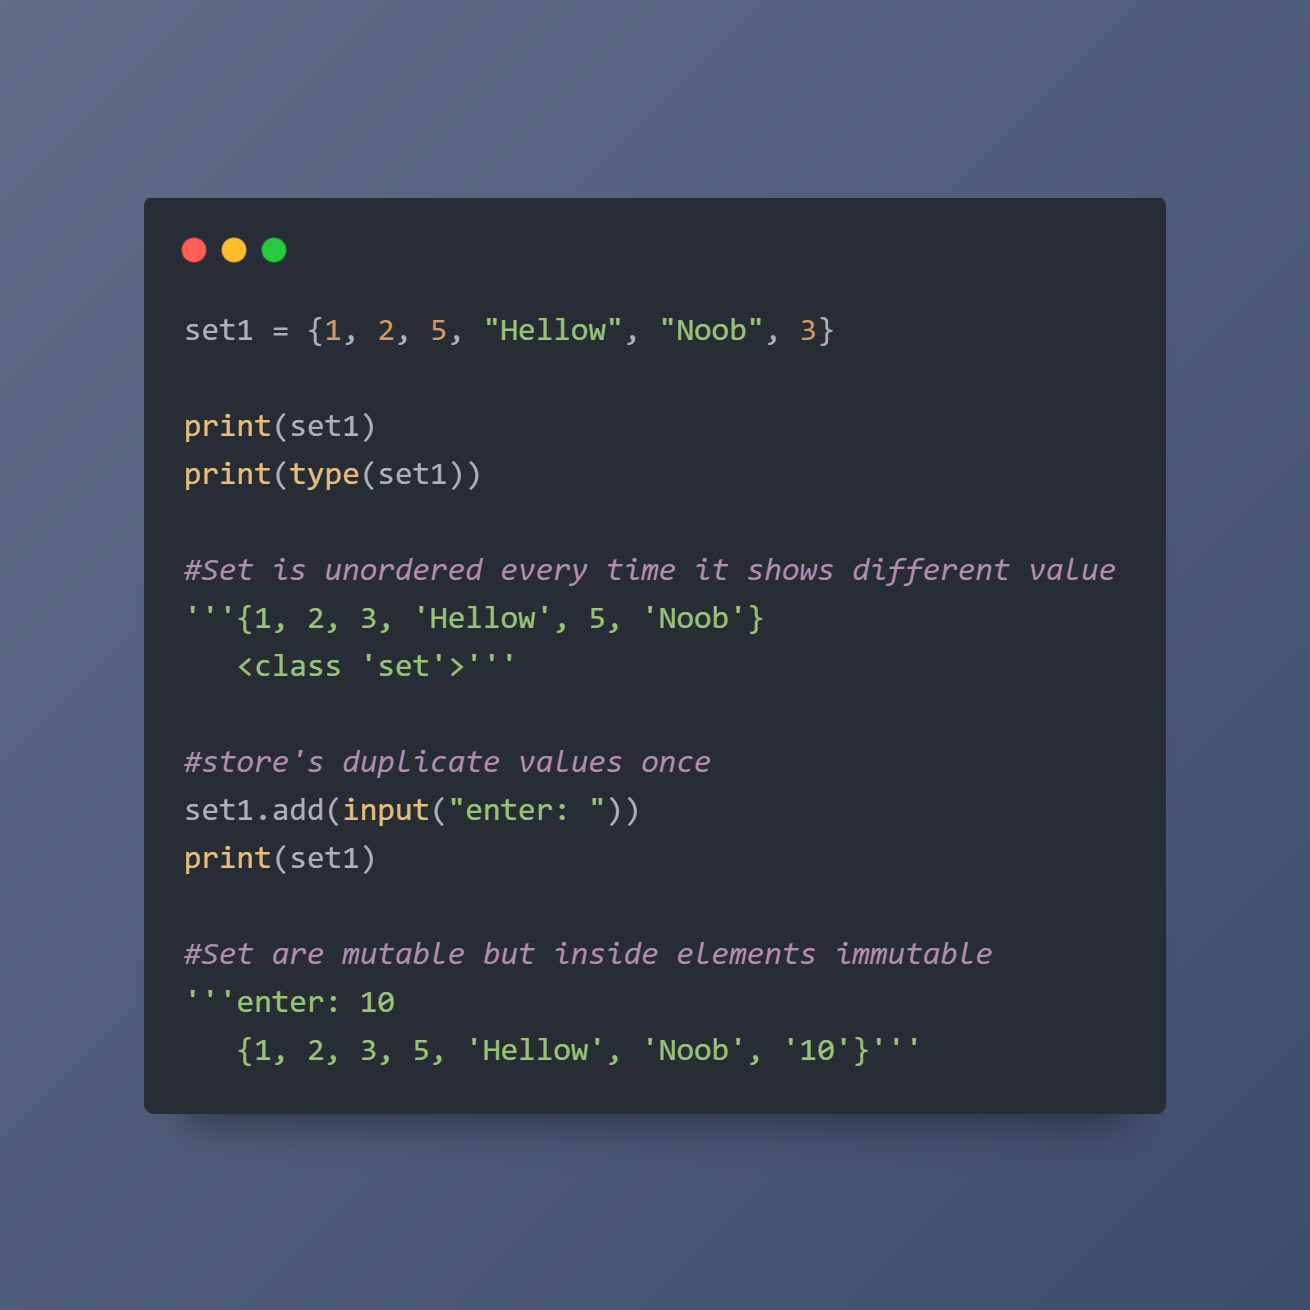 set1 = {1, 2, 5, "Hellow", "Noob", 3}
print(set1)
print(type(set1))
#Set is unordered every time it shows different value
'''{1, 2, 3, 'Hellow', 5, 'Noob'}
   <class 'set'>'''
#store's duplicate values once
set1.add(input("enter: "))
print(set1)
#Set are mutable but inside elements immutable
'''enter: 10
   {1, 2, 3, 5, 'Hellow', 'Noob', '10'}'''